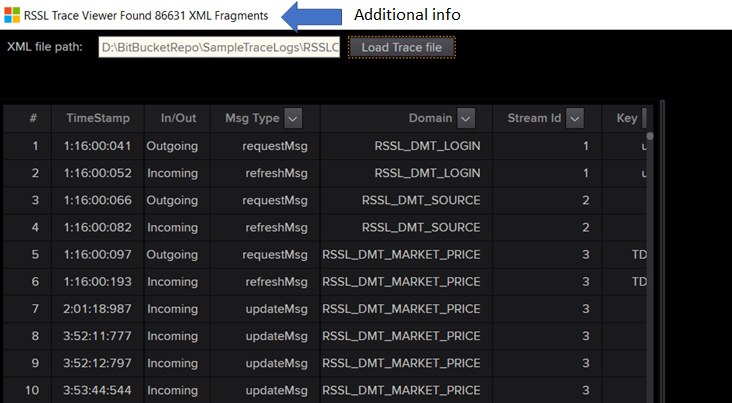 RSSL Trace Viewer Found 86631 XML Fragments Additional info
XML file path: D:\BitBucketRepo\SampleTraceLogs\RSSLC Load Trace file
# TimeStamp In/Out Msg Type Domain Stream Id Key
1 1:16:00:041 Outgoing requestMsg RSSL_DMT_LOGIN 1 u
2 1:16:00:052 Incoming refreshMsg RSSL_DMT_LOGIN 1 u
3 1:16:00:066 Outgoing requestMsg RSSL_DMT_SOURCE 2
4 1:16:00:082 Incoming refreshMsg RSSL_DMT_SOURCE 2
5 1:16:00:097 Outgoing requestMsg RSSL_DMT_MARKET_PRICE 3 TD
6 1:16:00:193 Incoming refreshMsg RSSL_DMT_MARKET_PRICE 3 TD
7 2:01:18:987 Incoming updateMsg RSSL_DMT_MARKET_PRICE 3
8 3:52:11:777 Incoming updateMsg RSSL_DMT_MARKET_PRICE 3
9 3:52:12:797 Incoming updateMsg RSSL_DMT_MARKET_PRICE 3
10 3:53:44:544 Incoming updateMsg RSSL_DMT_MARKET_PRICE 3